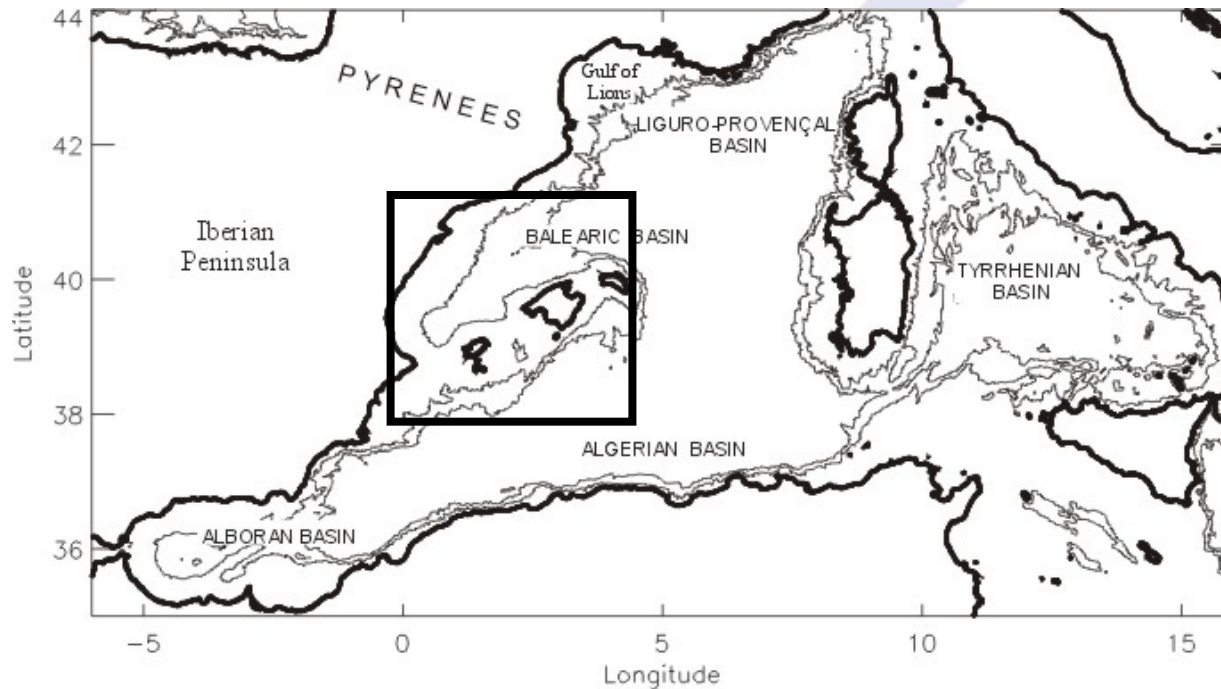 44
42
40
38
36
Latitude
PYRENEES
Gulf of
Lions
LIGURO-PROVENÇAL
BASIN
Iberian
Peninsula
BALEARIC BASIN
TYRRHENIAN
BASIN
ALGERIAN BASIN
ALBORAN BASIN
-5
0
5
10
15
Longitude